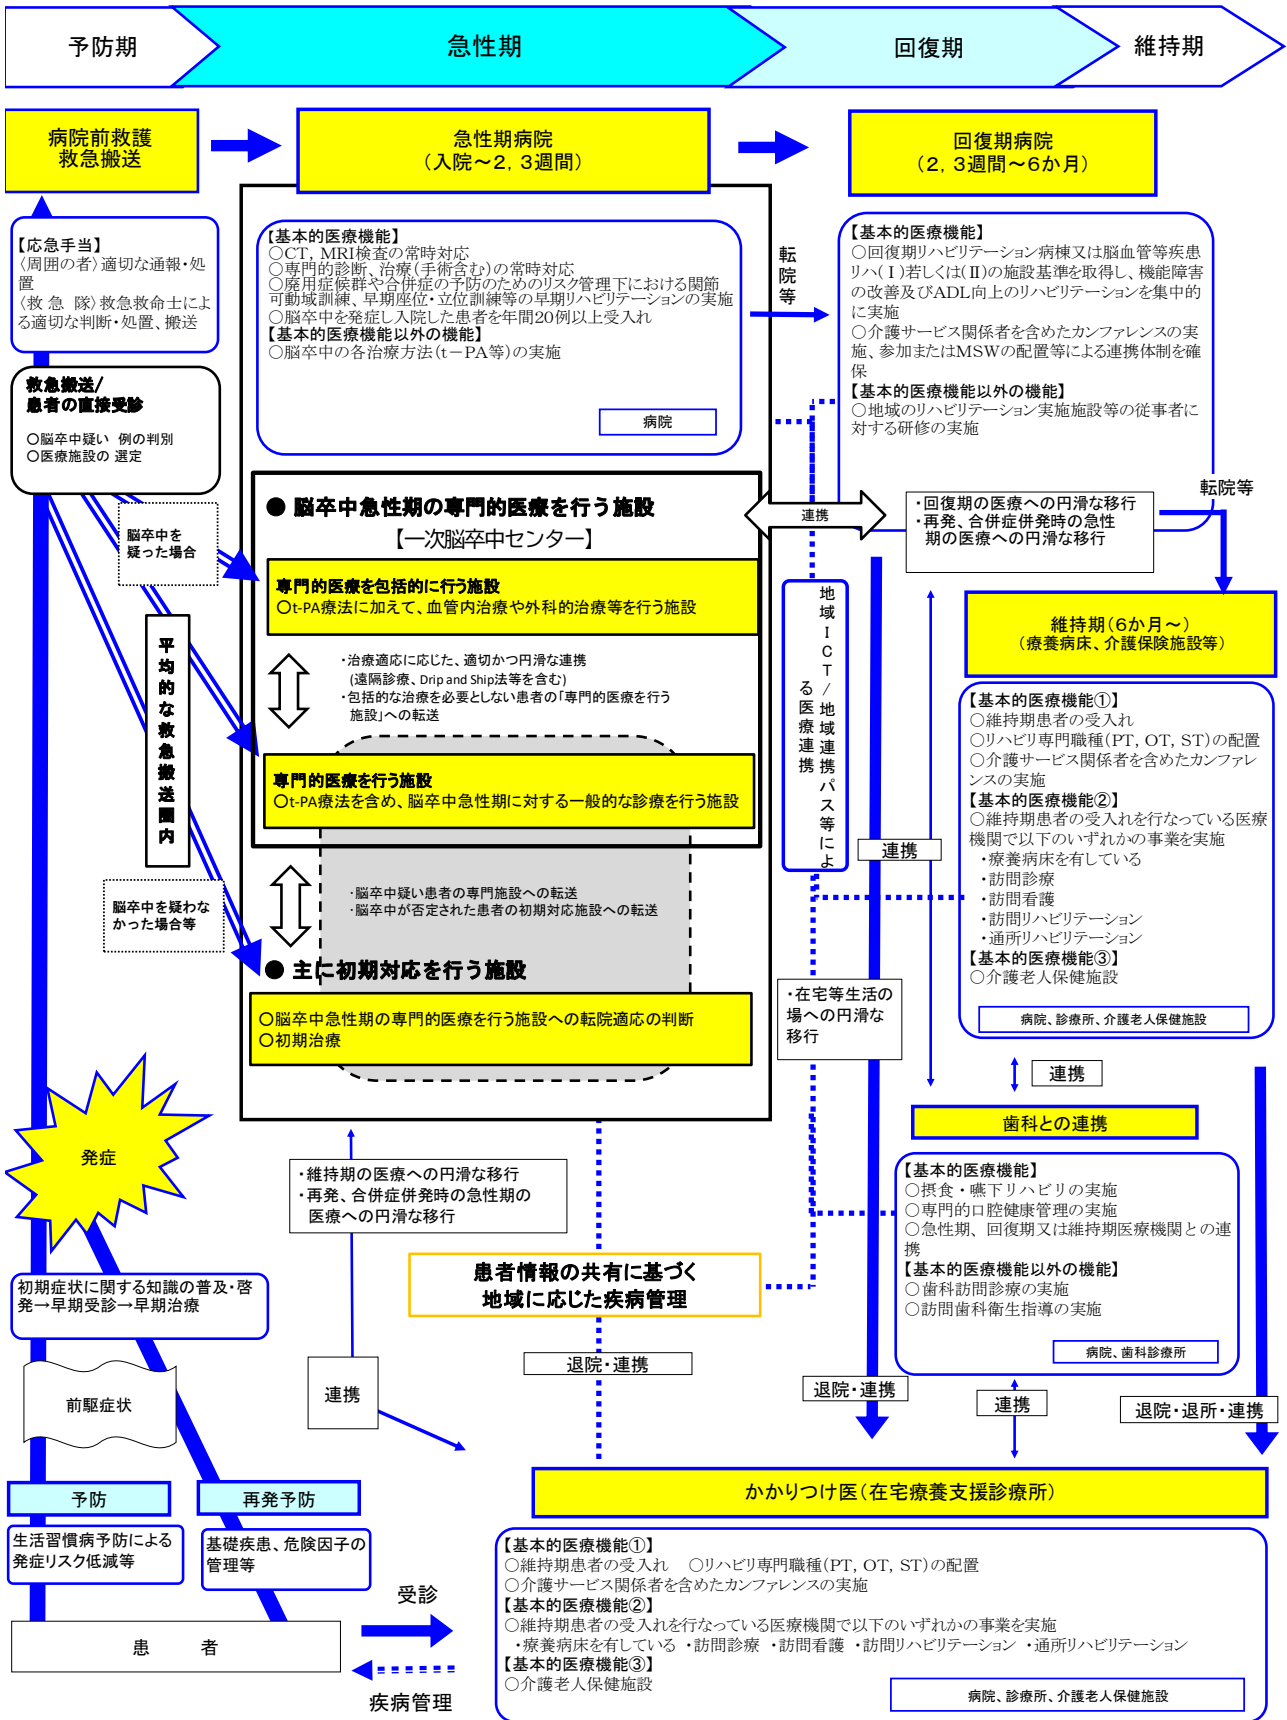 予防期
急性期
回復期
維持期
病院前救護
救急搬送
急性期病院
（入院～2，3週間）
回復期病院
（2，3週間～6か月）
【応急手当】
〈周囲の者〉適切な通報・処
置
〈救 急 隊〉救急救命士によ
る適切な判断・処置、搬送
【基本的医療機能】
○CT，MRI検査の常時対応
○専門的診断、治療（手術含む）の常時対応
○廃用症候群や合併症の予防のためのリスク管理下における関節
可動域訓練、早期座位・立位訓練等の早期リハビリテーションの実施
○脳卒中を発症し入院した患者を年間20例以上受入れ
【基本的医療機能以外の機能】
○脳卒中の各治療方法（t－PA等）の実施
病院
転院等
【基本的医療機能】
○回復期リハビリテーション病棟又は脳血管等疾患
リハ（Ⅰ）若しくは（Ⅱ）の施設基準を取得し、機能障害
の改善及びADL向上のリハビリテーションを集中的
に実施
○介護サービス関係者を含めたカンファレンスの実
施、参加またはMSWの配置等による連携体制を確
保
【基本的医療機能以外の機能】
○地域のリハビリテーション実施施設等の従事者に
対する研修の実施
救急搬送/
患者の直接受診
○脳卒中疑い 例の判別
○医療施設の 選定
脳卒中を
疑った場合
● 脳卒中急性期の専門的医療を行う施設
【一次脳卒中センター】
連携
・回復期の医療への円滑な移行
・再発、合併症併発時の急性
期の医療への円滑な移行
転院等
専門的医療を包括的に行う施設
○t-PA療法に加えて、血管内治療や外科的治療等を行う施設
・治療適応に応じた、適切かつ円滑な連携
(遠隔診療、Drip and Ship法等を含む)
・包括的な治療を必要としない患者の「専門的医療を行う
施設」への転送
平均的な救急搬送圏内
地域ICT/地域連携パス等によ
る医療連携
維持期（6か月～）
（療養病床、介護保険施設等）
【基本的医療機能①】
○維持期患者の受入れ
○リハビリ専門職種（PT，OT，ST）の配置
○介護サービス関係者を含めたカンファレ
ンスの実施
【基本的医療機能②】
○維持期患者の受入れを行なっている医療
機関で以下のいずれかの事業を実施
・療養病床を有している
・訪問診療
・訪問看護
・訪問リハビリテーション
・通所リハビリテーション
【基本的医療機能③】
○介護老人保健施設
病院、診療所、介護老人保健施設
専門的医療を行う施設
○t-PA療法を含め、脳卒中急性期に対する一般的な診療を行う施設
連携
・脳卒中疑い患者の専門施設への転送
・脳卒中が否定された患者の初期対応施設への転送
脳卒中を疑わな
かった場合等
● 主に初期対応を行う施設
○脳卒中急性期の専門的医療を行う施設への転院適応の判断
○初期治療
・在宅等生活の
場への円滑な
移行
連携
歯科との連携
発症
・維持期の医療への円滑な移行
・再発、合併症併発時の急性期の
医療への円滑な移行
【基本的医療機能】
○摂食・嚥下リハビリの実施
○専門的口腔健康管理の実施
○急性期、回復期又は維持期医療機関との連
携
【基本的医療機能以外の機能】
○歯科訪問診療の実施
○訪問歯科衛生指導の実施
病院、歯科診療所
患者情報の共有に基づく
地域に応じた疾病管理
初期症状に関する知識の普及・啓
発→早期受診→早期治療
前駆症状
連携
退院・連携
退院・連携
連携
退院・退所・連携
予防
再発予防
かかりつけ医（在宅療養支援診療所）
生活習慣病予防による
発症リスク低減等
基礎疾患、危険因子の
管理等
【基本的医療機能①】
○維持期患者の受入れ　○リハビリ専門職種（PT，OT，ST）の配置
○介護サービス関係者を含めたカンファレンスの実施
【基本的医療機能②】
○維持期患者の受入れを行なっている医療機関で以下のいずれかの事業を実施
・療養病床を有している ・訪問診療 ・訪問看護 ・訪問リハビリテーション ・通所リハビリテーション
【基本的医療機能③】
○介護老人保健施設
病院、診療所、介護老人保健施設
受診
患　者
疾病管理